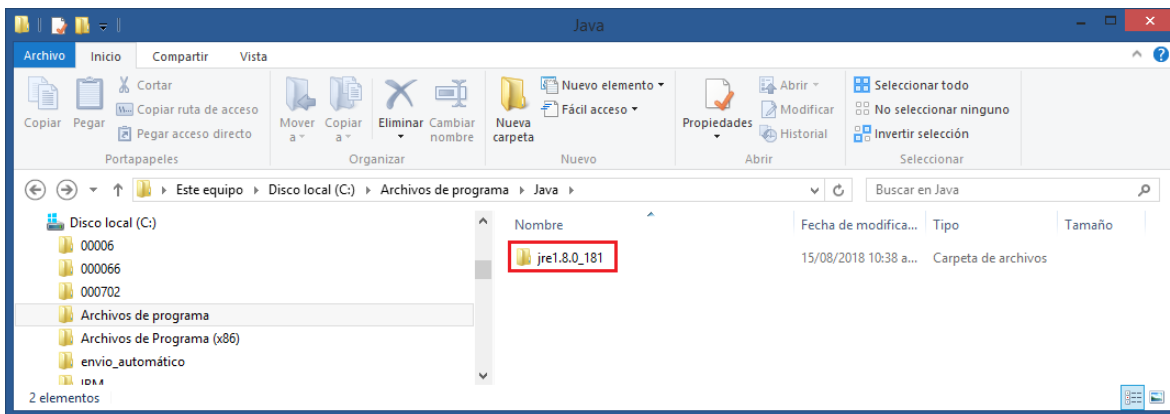 Java
Archivo Inicio Compartir Vista
Copiar
Pegar
Cortar
Copiar ruta de acceso
Pegar acceso directo
Portapapeles
Mover a
Copiar a
Eliminar
Cambiar nombre
Organizar
Nueva carpeta
Nuevo elemento
Fácil acceso
Nuevo
Propiedades
Abrir
Modificar
Historial
Abrir
Seleccionar todo
No seleccionar ninguno
Invertir selección
Seleccionar
Este equipo Disco local (C:) Archivos de programa Java
Buscar en Java
Disco local (C:)
00006
000066
000702
Archivos de programa
Archivos de Programa (x86)
envio_automático
IBM
Nombre Fecha de modifica... Tipo Tamaño
jre1.8.0_181 15/08/2018 10:38 a... Carpeta de archivos
2 elementos